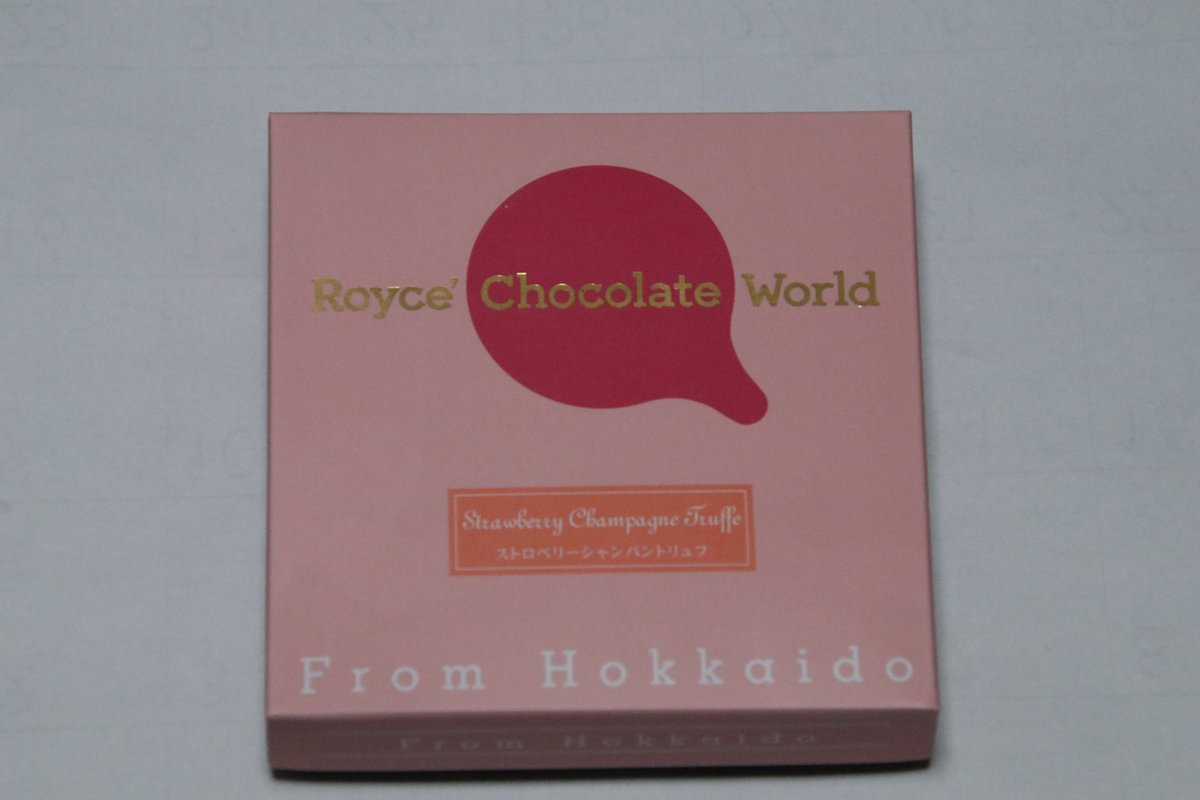 Royce' Chocolate World
Strawberry Champagne Truffe
ストロベリーシャンパントリュフ
From Hokkaido
From Hokkaido